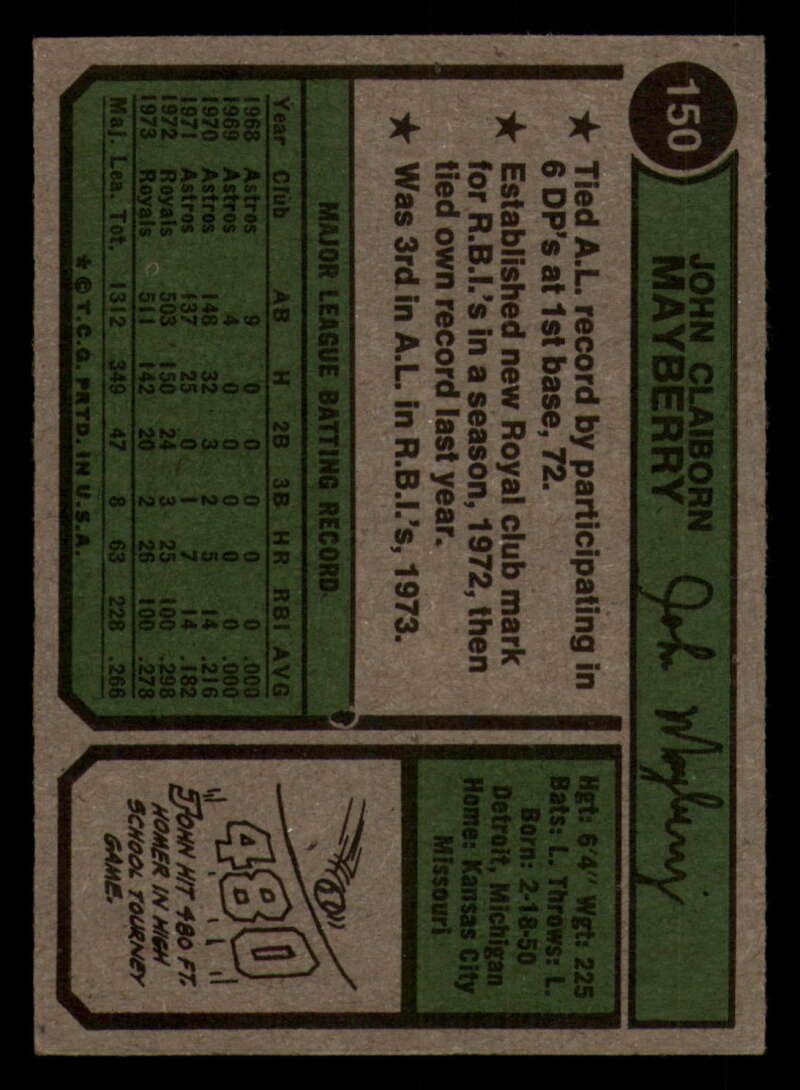 150
JOHN CLAIBORN
MAYBERRY
John Mayberry
★ Tied A.L. record by participating in
6 DP's at 1st base, 72.
★ Established new Royal club mark
for R.B.I.'s in a season, 1972, then
tied own record last year.
★ Was 3rd in A.L. in R.B.I.'s, 1973.
MAJOR LEAGUE BATTING RECORD
Year Club AB H 2B 3B HR RBI AVG
1968 Astros 9 0 0 0 0 0 .000
1969 Astros 4 0 0 0 0 0 .000
1970 Astros 148 32 3 2 5 14 .216
1971 Astros 137 25 0 1 7 14 .182
1972 Royals 503 150 24 3 25 100 .298
1973 Royals 511 142 20 2 26 100 .278
Maj. Lea. Tot. 1312 349 47 8 63 228 .266
* © T.C.G. PRTD. IN U.S.A.
Hgt: 6'4" Wgt: 225
Bats: L. Throws: L.
Born: 2-18-50
Detroit, Michigan
Home: Kansas City
Missouri
480
JOHN HIT 480 FT.
HOMER IN HIGH
SCHOOL TOURNEY
GAME.